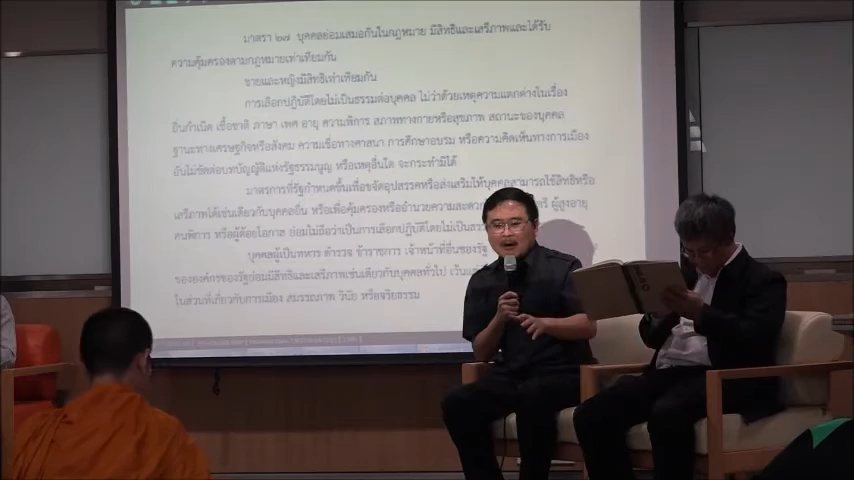 มาตรา ๒๗ บุคคลย่อมเสมอกันในกฎหมาย มีสิทธิและเสรีภาพและได้รับ
ความคุ้มครองตามกฎหมายเท่าเทียมกัน
ชายและหญิงมีสิทธิเท่าเทียมกัน
การเลือกปฏิบัติโดยไม่เป็นธรรมต่อบุคคล ไม่ว่าด้วยเหตุความแตกต่างในเรื่อง
ถิ่นกำเนิด เชื้อชาติ ภาษา เพศ อายุ ความพิการ สภาพทางกายหรือสุขภาพ สถานะของบุคคล
ฐานะทางเศรษฐกิจหรือสังคม ความเชื่อทางศาสนา การศึกษาอบรม หรือความคิดเห็นทางการเมือง
อันไม่ขัดต่อบทบัญญัติแห่งรัฐธรรมนูญ หรือเหตุอื่นใด จะกระทำมิได้
มาตรการที่รัฐกำหนดขึ้นเพื่อขจัดอุปสรรคหรือส่งเสริมให้บุคคลสามารถใช้สิทธิหรือ
เสรีภาพได้เช่นเดียวกับบุคคลอื่น หรือเพื่อคุ้มครองหรืออำนวยความสะดวก ผู้สูงอายุ
คนพิการ หรือผู้ด้อยโอกาส ย่อมไม่ถือว่าเป็นการเลือกปฏิบัติโดยไม่เป็น
บุคคลผู้เป็นทหาร ตำรวจ ข้าราชการ เจ้าหน้าที่อื่นของรัฐ
ขององค์กรของรัฐย่อมมีสิทธิและเสรีภาพเช่นเดียวกับบุคคลทั่วไป เว้นแต่
ในส่วนที่เกี่ยวกับการเมือง สมรรถภาพ วินัย หรือจริยธรรม